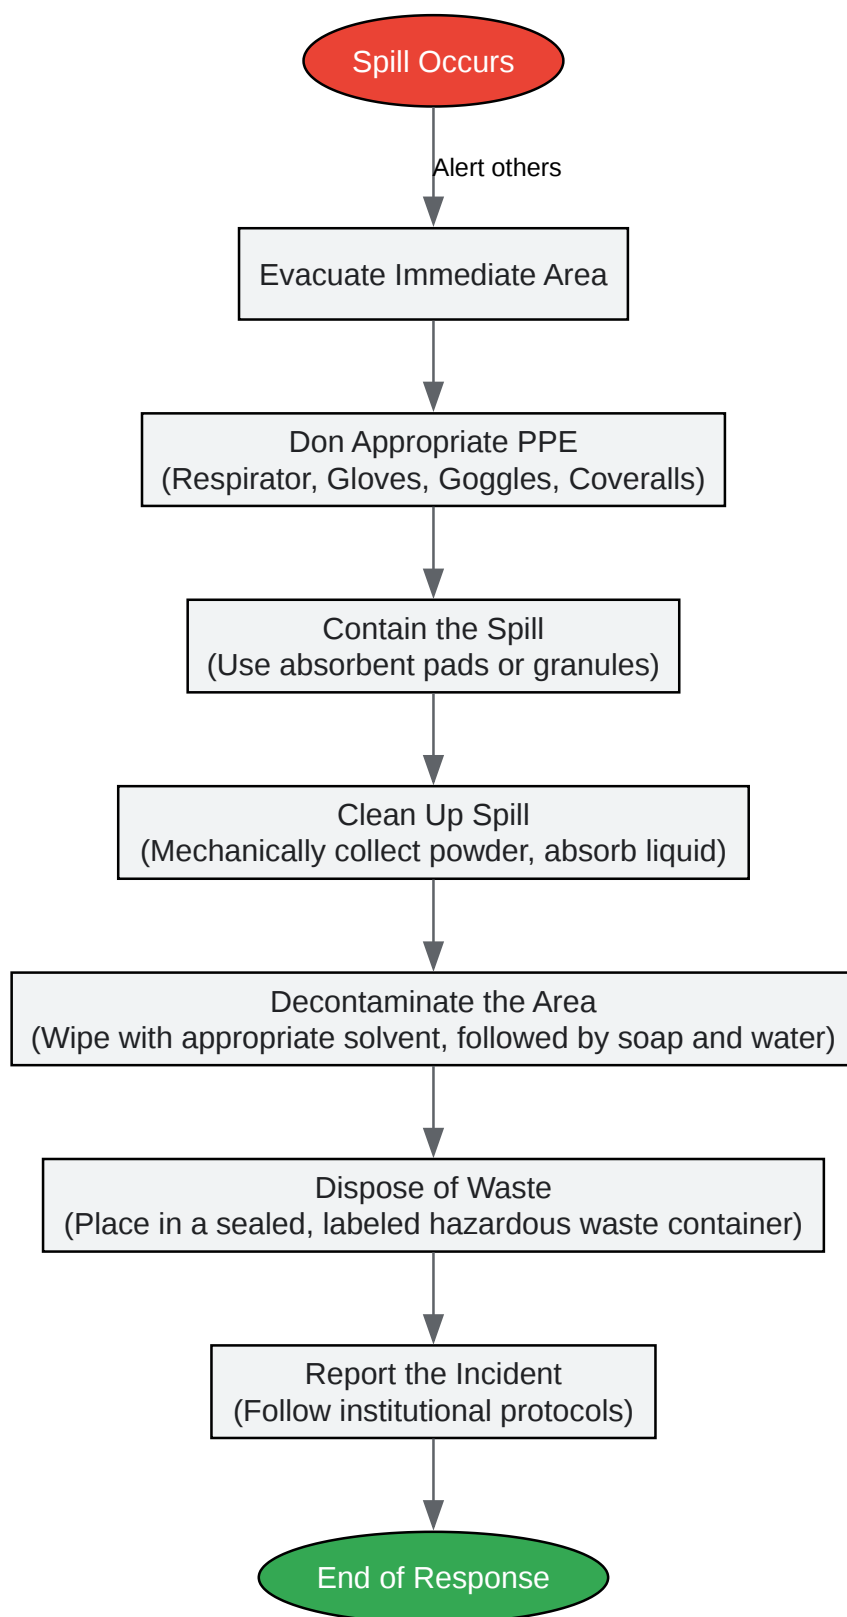 Spill Occurs
Alert others
Evacuate Immediate Area
Don Appropriate PPE
(Respirator, Gloves, Goggles, Coveralls)
Contain the Spill
(Use absorbent pads or granules)
Clean Up Spill
(Mechanically collect powder, absorb liquid)
Decontaminate the Area
(Wipe with appropriate solvent, followed by soap and water)
Dispose of Waste
(Place in a sealed, labeled hazardous waste container)
Report the Incident
(Follow institutional protocols)
End of Response